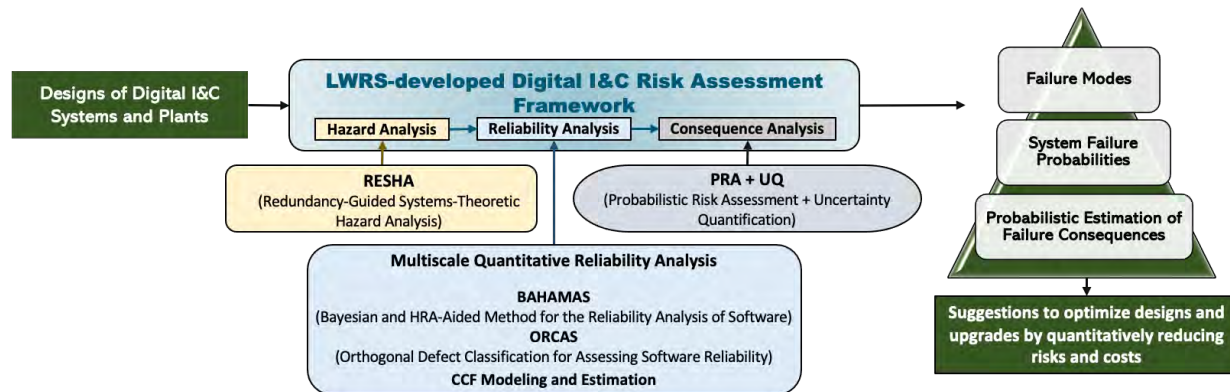 Designs of Digital I&C
Systems and Plants
LWRS-developed Digital I&C Risk Assessment
Framework
Hazard Analysis
Reliability Analysis
Consequence Analysis
RESHA
(Redundancy-Guided Systems-Theoretic
Hazard Analysis)
PRA + UQ
(Probabilistic Risk Assessment + Uncertainty
Quantification)
Multiscale Quantitative Reliability Analysis
BAHAMAS
(Bayesian and HRA-Aided Method for the Reliability Analysis of Software)
ORCAS
(Orthogonal Defect Classification for Assessing Software Reliability)
CCF Modeling and Estimation
Failure Modes
System Failure
Probabilities
Probabilistic Estimation of
Failure Consequences
Suggestions to optimize designs and
upgrades by quantitatively reducing
risks and costs